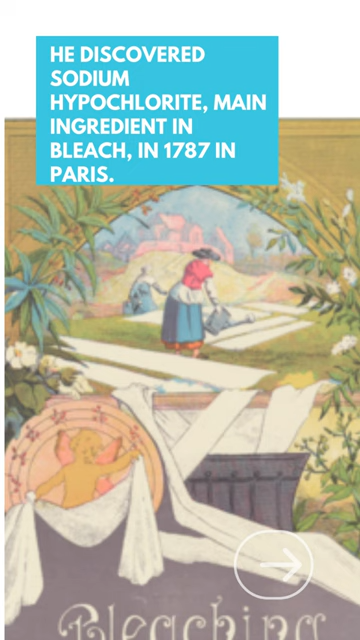 HE DISCOVERED
SODIUM
HYPOCHLORITE, MAIN
INGREDIENT IN
BLEACH, IN 1787 IN
PARIS.
Bleaching